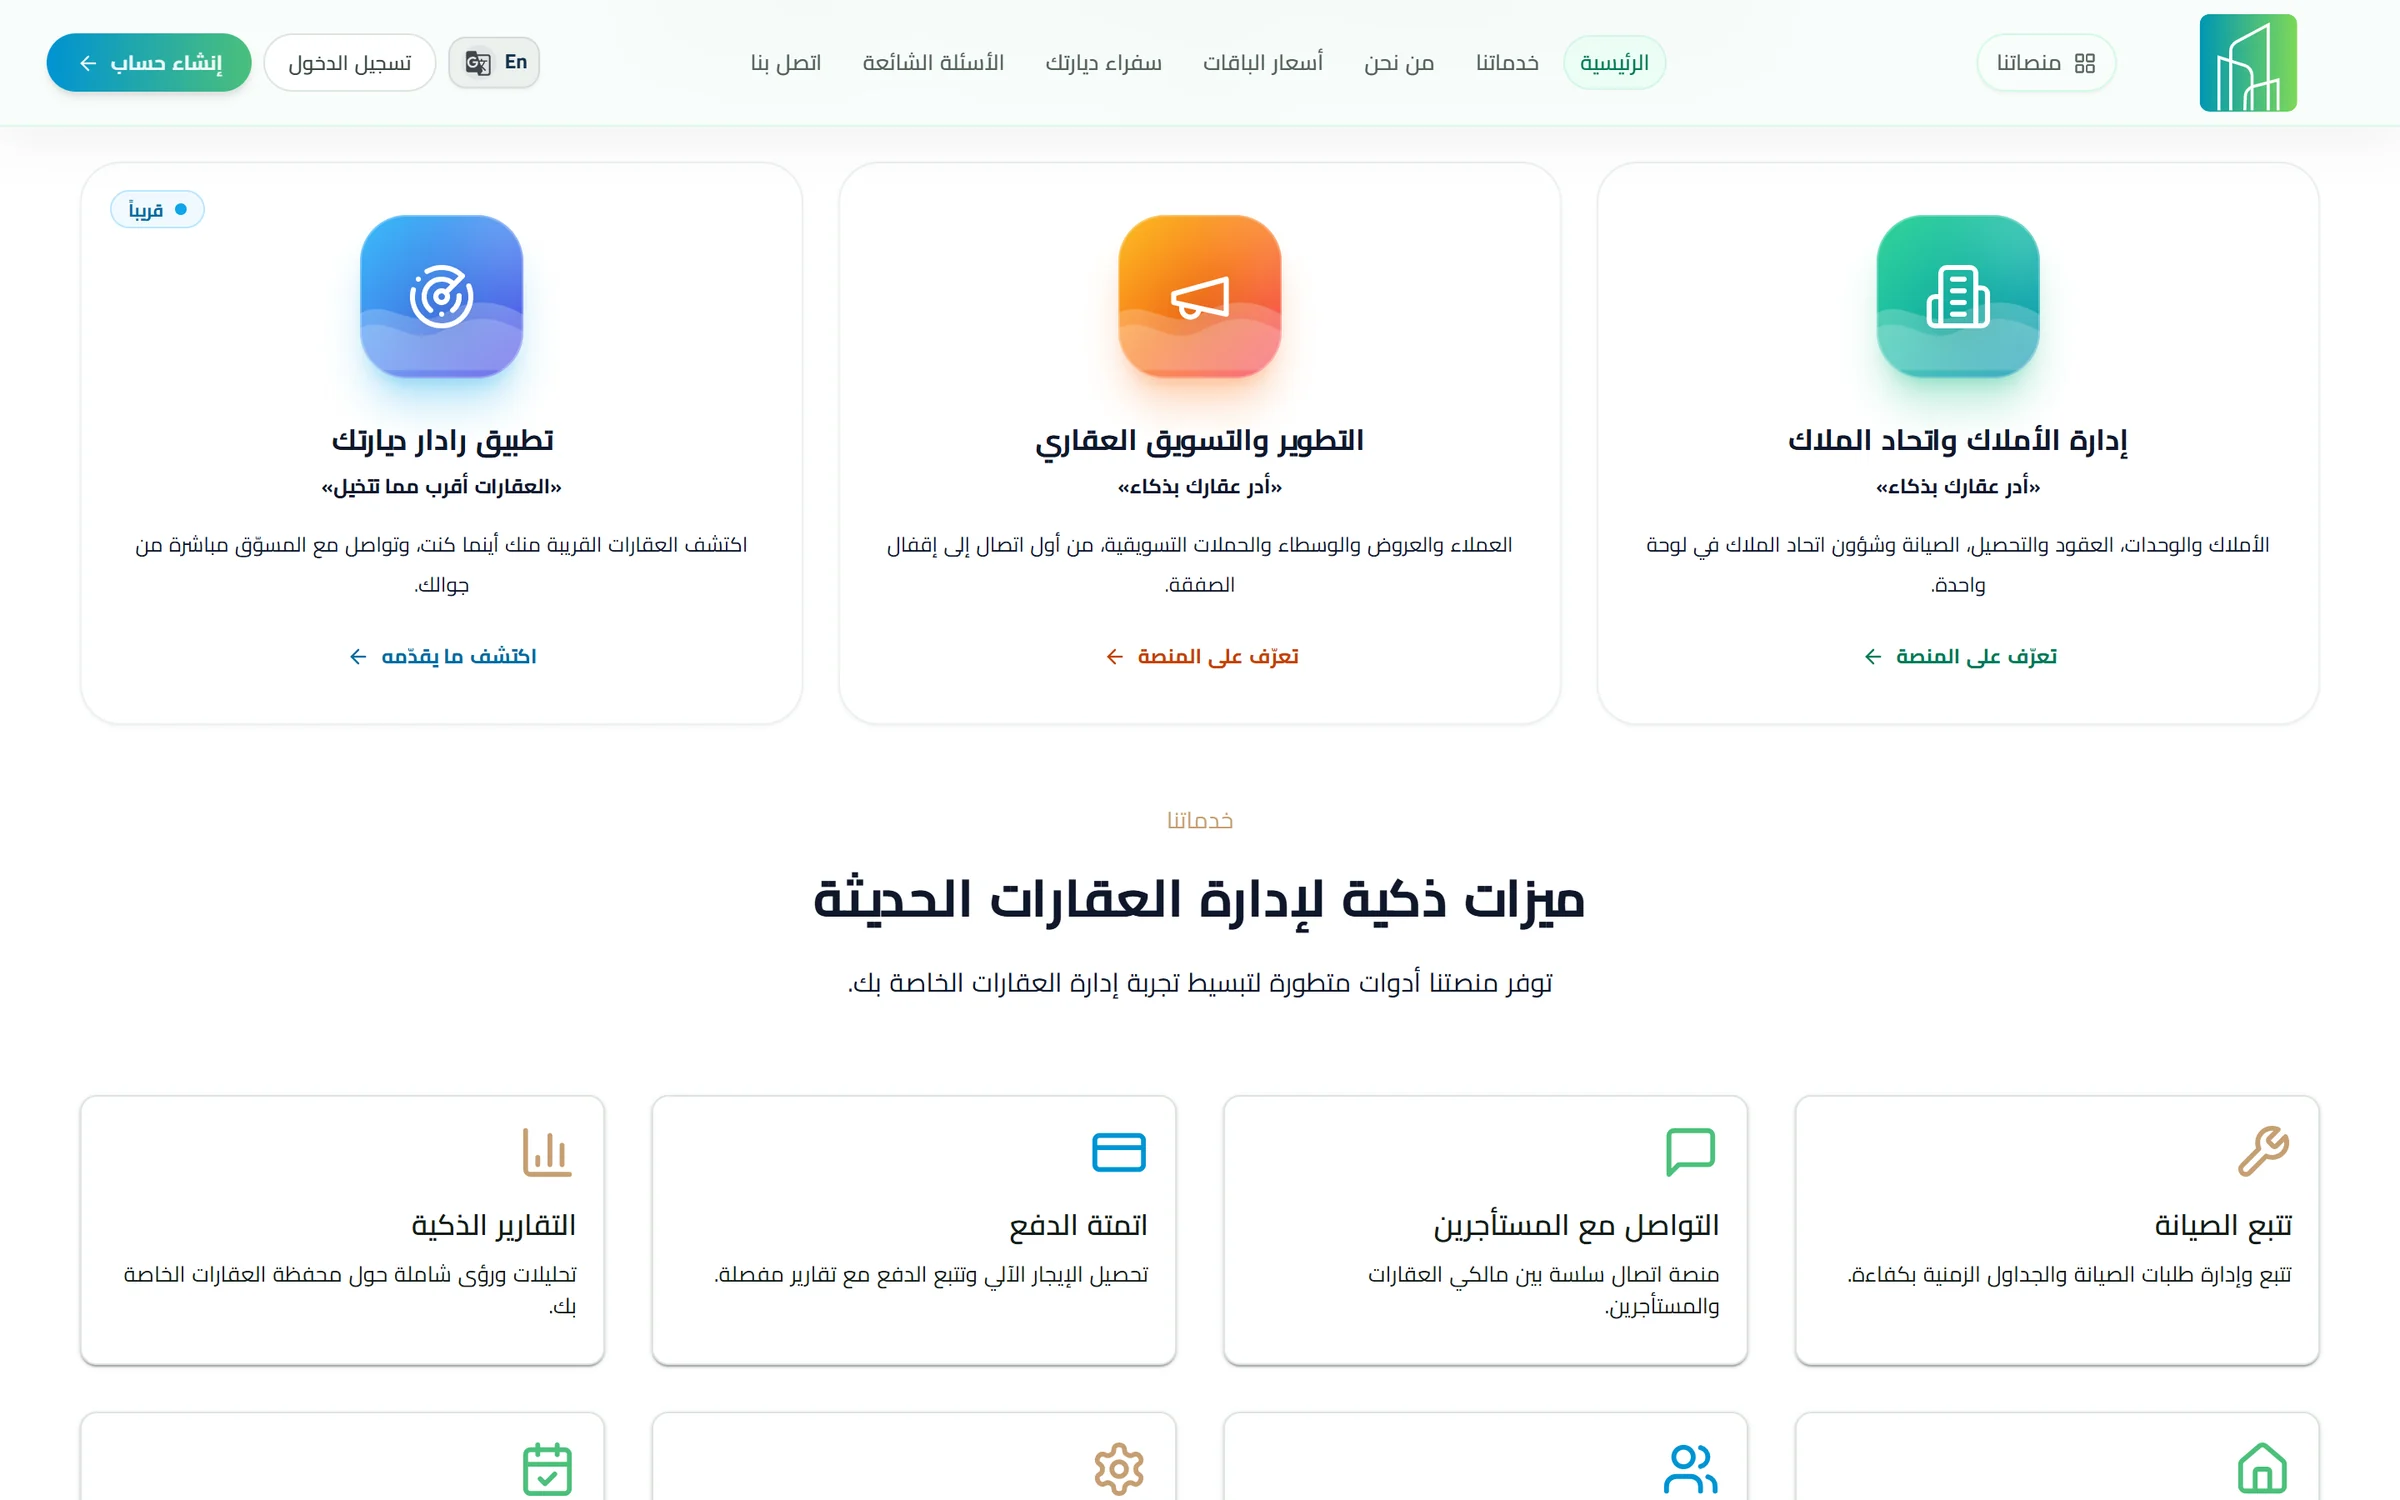 منصاتنا
الرئيسية
خدماتنا
من نحن
أسعار الباقات
سفراء ديارتك
الأسئلة الشائعة
اتصل بنا
En
تسجيل الدخول
إنشاء حساب
إدارة الأملاك واتحاد الملاك
«أدر عقارك بذكاء»
الأملاك والوحدات، العقود والتحصيل، الصيانة وشؤون اتحاد الملاك في لوحة
واحدة.
تعرّف على المنصة
التطوير والتسويق العقاري
«أدر عقارك بذكاء»
العملاء والعروض والوسطاء والحملات التسويقية، من أول اتصال إلى إقفال
الصفقة.
تعرّف على المنصة
قريباً
تطبيق رادار ديارتك
«العقارات أقرب مما تتخيل»
اكتشف العقارات القريبة منك أينما كنت، وتواصل مع المسوّق مباشرة من
جوالك.
اكتشف ما يقدّمه
خدماتنا
ميزات ذكية لإدارة العقارات الحديثة
توفر منصتنا أدوات متطورة لتبسيط تجربة إدارة العقارات الخاصة بك.
تتبع الصيانة
تتبع وإدارة طلبات الصيانة والجداول الزمنية بكفاءة.
التواصل مع المستأجرين
منصة اتصال سلسة بين مالكي العقارات
والمستأجرين.
اتمتة الدفع
تحصيل الإيجار الآلي وتتبع الدفع مع تقارير مفصلة.
التقارير الذكية
تحليلات ورؤى شاملة حول محفظة العقارات الخاصة
بك.